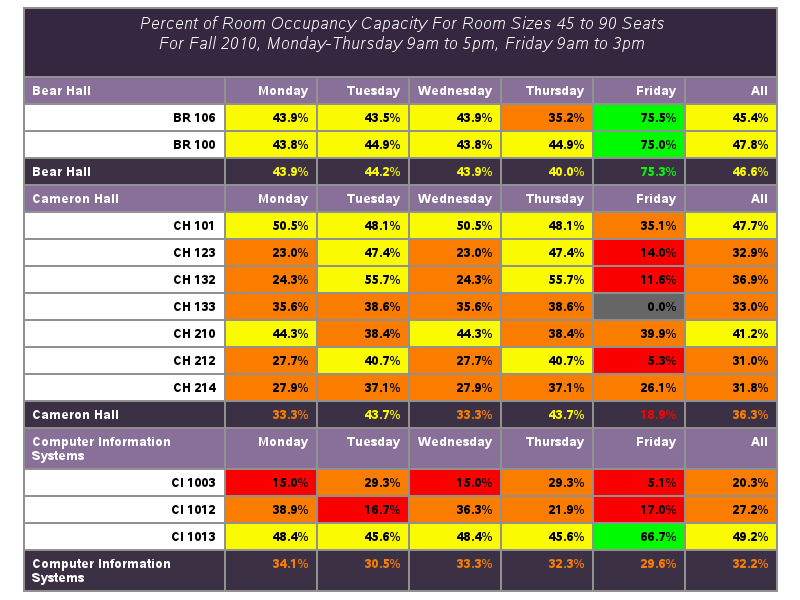 Percent of Room Occupancy Capacity For Room Sizes 45 to 90 Seats
For Fall 2010, Monday-Thursday 9am to 5pm, Friday 9am to 3pm
Bear Hall Monday Tuesday Wednesday Thursday Friday All
BR 106 43.9% 43.5% 43.9% 35.2% 75.5% 45.4%
BR 100 43.8% 44.9% 43.8% 44.9% 75.0% 47.8%
Bear Hall 43.9% 44.2% 43.9% 40.0% 75.3% 46.6%
Cameron Hall Monday Tuesday Wednesday Thursday Friday All
CH 101 50.5% 48.1% 50.5% 48.1% 35.1% 47.7%
CH 123 23.0% 47.4% 23.0% 47.4% 14.0% 32.9%
CH 132 24.3% 55.7% 24.3% 55.7% 11.6% 36.9%
CH 133 35.6% 38.6% 35.6% 38.6% 0.0% 33.0%
CH 210 44.3% 38.4% 44.3% 38.4% 39.9% 41.2%
CH 212 27.7% 40.7% 27.7% 40.7% 5.3% 31.0%
CH 214 27.9% 37.1% 27.9% 37.1% 26.1% 31.8%
Cameron Hall 33.3% 43.7% 33.3% 43.7% 18.9% 36.3%
Computer Information Monday Tuesday Wednesday Thursday Friday All
Systems
CI 1003 15.0% 29.3% 15.0% 29.3% 5.1% 20.3%
CI 1012 38.9% 16.7% 36.3% 21.9% 17.0% 27.2%
CI 1013 48.4% 45.6% 48.4% 45.6% 66.7% 49.2%
Computer Information 34.1% 30.5% 33.3% 32.3% 29.6% 32.2%
Systems